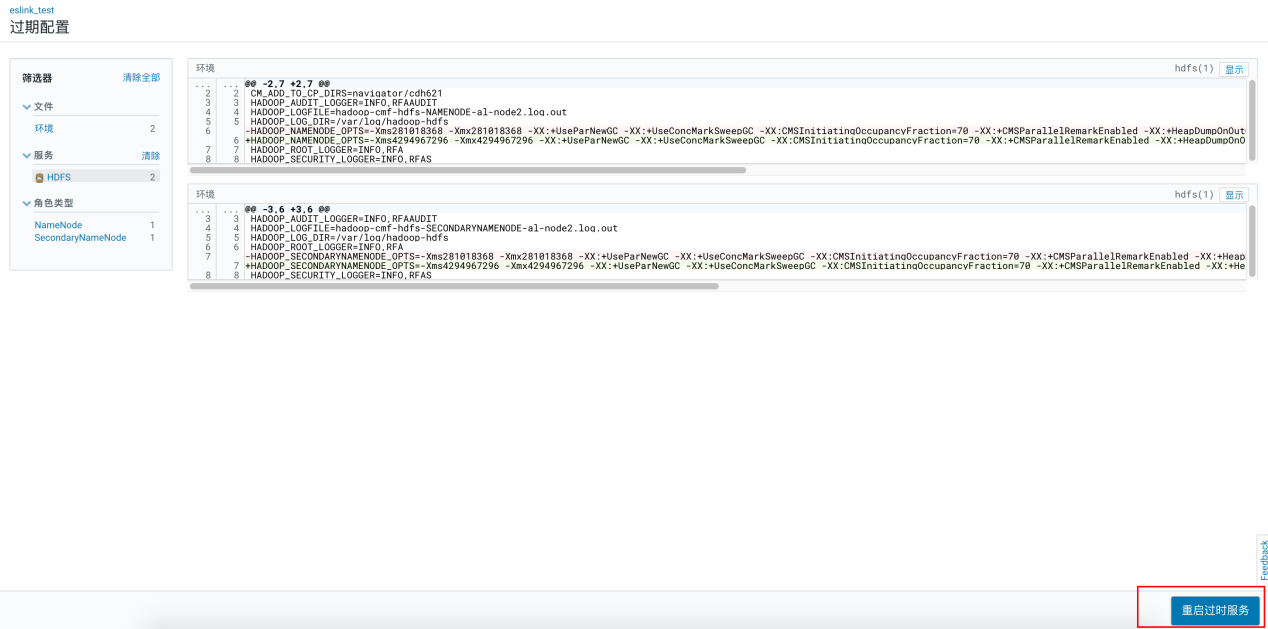 eslink_test
过期配置
筛选器 清除全部
文件
环境 2
服务 清除
HDFS 2
角色类型
NameNode 1
SecondaryNameNode 1
环境 hdfs(1) 显示
... ... @@ -2,7 +2,7 @@
2 2 CM_ADD_TO_CP_DIRS=navigator/cdh621
3 3 HADOOP_AUDIT_LOGGER=INFO,RFAAUDIT
4 4 HADOOP_LOGFILE=hadoop-cmf-hdfs-NAMENODE-al-node2.log.out
5 5 HADOOP_LOG_DIR=/var/log/hadoop-hdfs
6 -HADOOP_NAMENODE_OPTS=-Xms281018368 -Xmx281018368 -XX:+UseParNewGC -XX:+UseConcMarkSweepGC -XX:CMSInitiatingOccupancyFraction=70 -XX:+CMSParallelRemarkEnabled -XX:+HeapDumpOnOut
6 +HADOOP_NAMENODE_OPTS=-Xms4294967296 -Xmx4294967296 -XX:+UseParNewGC -XX:+UseConcMarkSweepGC -XX:CMSInitiatingOccupancyFraction=70 -XX:+CMSParallelRemarkEnabled -XX:+HeapDumpOnO
7 7 HADOOP_ROOT_LOGGER=INFO,RFA
8 8 HADOOP_SECURITY_LOGGER=INFO,RFAS
环境 hdfs(1) 显示
... ... @@ -3,6 +3,6 @@
3 3 HADOOP_AUDIT_LOGGER=INFO,RFAAUDIT
4 4 HADOOP_LOGFILE=hadoop-cmf-hdfs-SECONDARYNAMENODE-al-node2.log.out
5 5 HADOOP_LOG_DIR=/var/log/hadoop-hdfs
6 6 HADOOP_ROOT_LOGGER=INFO,RFA
7 -HADOOP_SECONDARYNAMENODE_OPTS=-Xms281018368 -Xmx281018368 -XX:+UseParNewGC -XX:+UseConcMarkSweepGC -XX:CMSInitiatingOccupancyFraction=70 -XX:+CMSParallelRemarkEnabled -XX:+Heap
7 +HADOOP_SECONDARYNAMENODE_OPTS=-Xms4294967296 -Xmx4294967296 -XX:+UseParNewGC -XX:+UseConcMarkSweepGC -XX:CMSInitiatingOccupancyFraction=70 -XX:+CMSParallelRemarkEnabled -XX:+He
8 8 HADOOP_SECURITY_LOGGER=INFO,RFAS
Feedback
重启过时服务